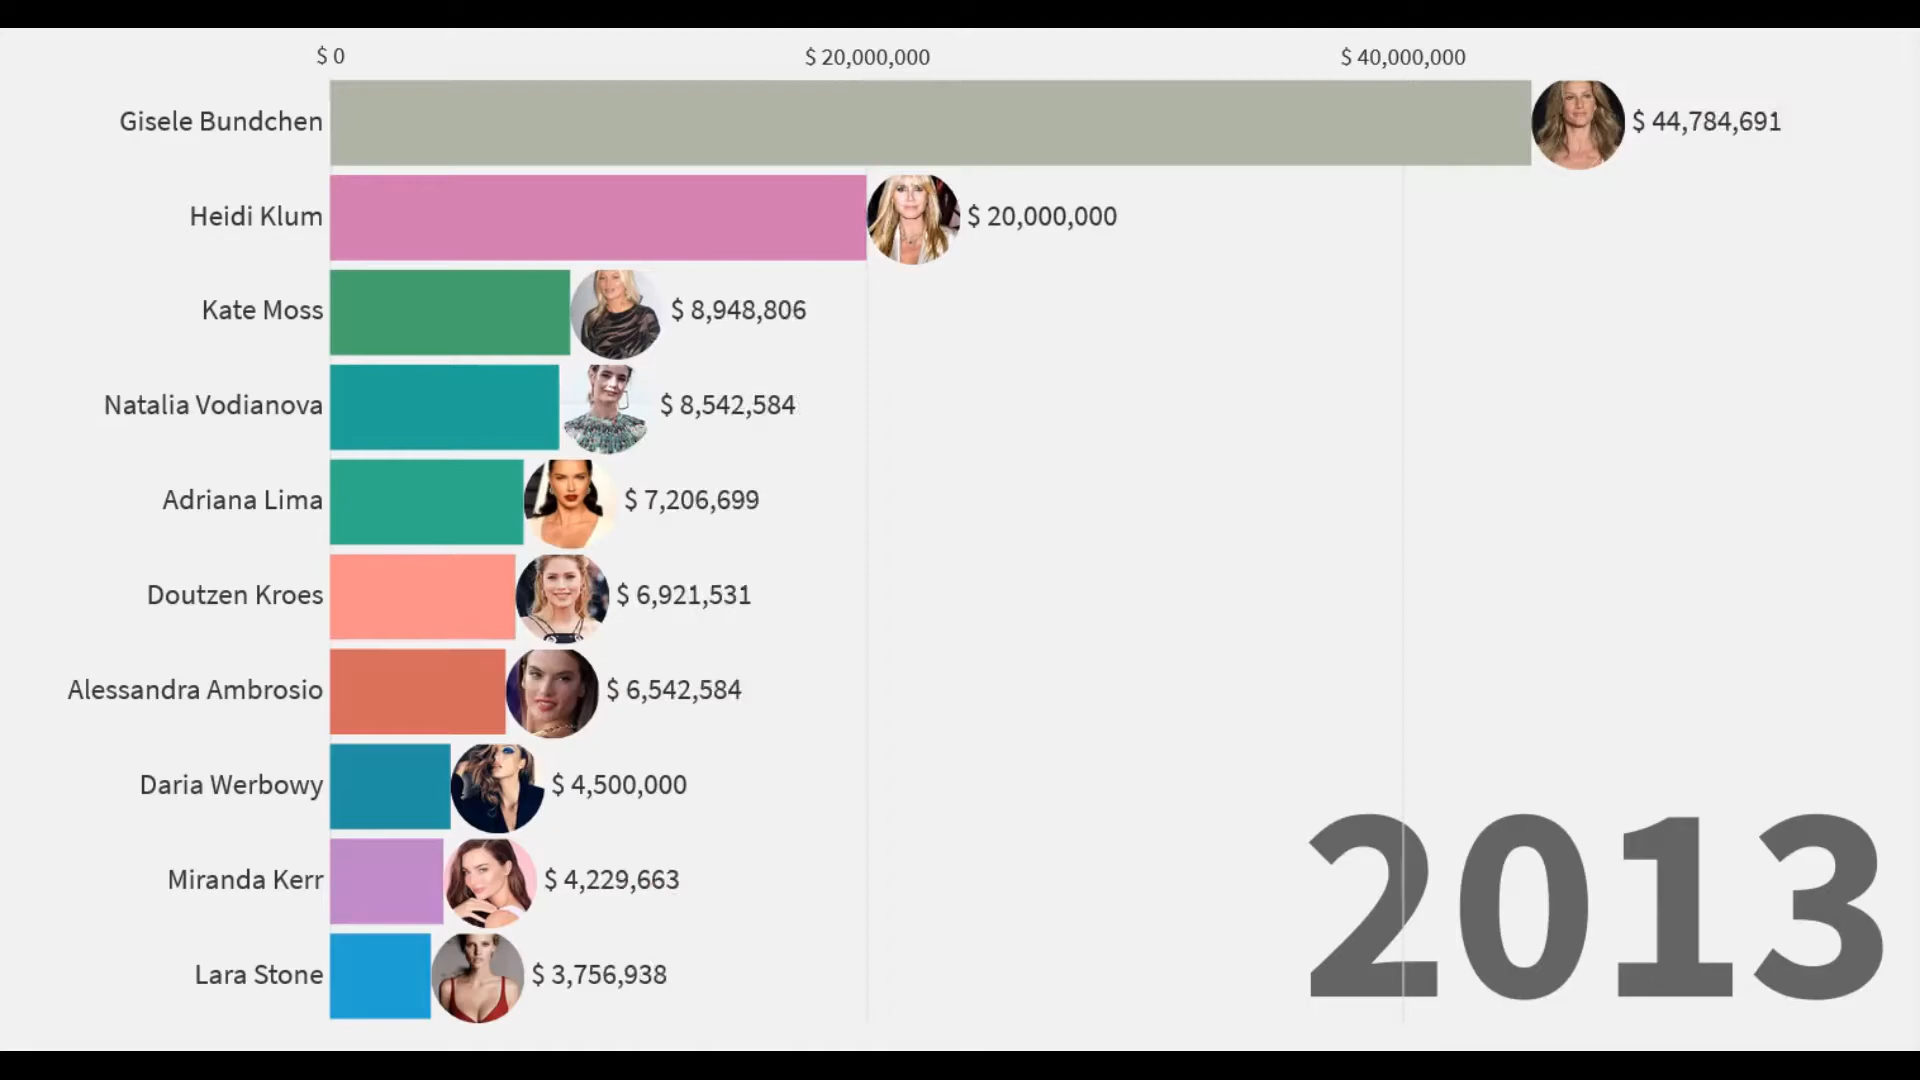 $ 0 $ 20,000,000 $ 40,000,000
Gisele Bundchen $ 44,784,691
Heidi Klum $ 20,000,000
Kate Moss $ 8,948,806
Natalia Vodianova $ 8,542,584
Adriana Lima $ 7,206,699
Doutzen Kroes $ 6,921,531
Alessandra Ambrosio $ 6,542,584
Daria Werbowy $ 4,500,000
Miranda Kerr $ 4,229,663
Lara Stone $ 3,756,938
2013